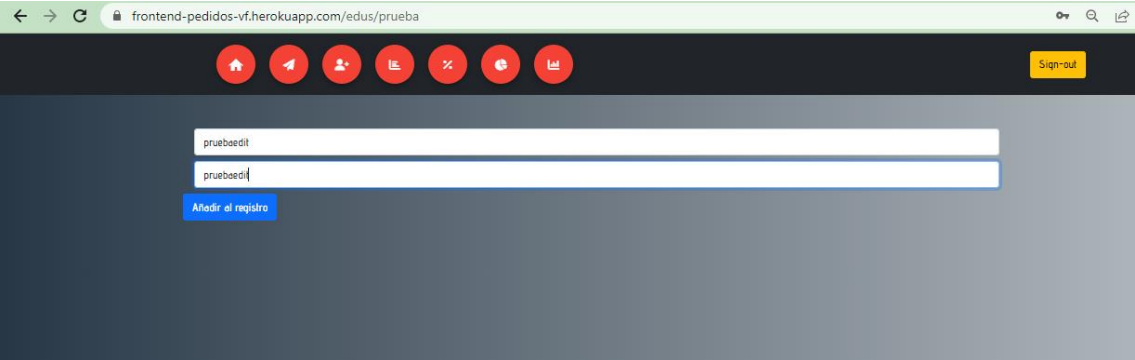 frontend-pedidos-vf.herokuapp.com/edus/prueba
Sign-out
pruebaedit
pruebaedit
Añadir al registro